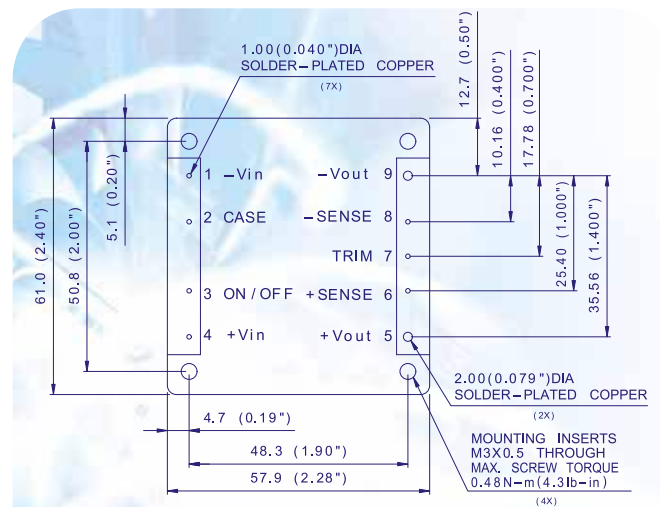 1.00(0.040")DIA
SOLDER–PLATED COPPER
(7X)
12.7 (0.50")
10.16 (0.400")
17.78 (0.700")
61.0 (2.40")
50.8 (2.00")
5.1 (0.20")
1 –Vin
–Vout 9
2 CASE
–SENSE 8
TRIM 7
3 ON/OFF
+SENSE 6
4 +Vin
+Vout 5
25.40 (1.000")
35.56 (1.400")
2.00(0.079")DIA
SOLDER–PLATED COPPER
(2X)
4.7 (0.19")
48.3 (1.90")
57.9 (2.28")
MOUNTING INSERTS
M3X0.5 THROUGH
MAX. SCREW TORQUE
0.48N–m(4.3lb–in)
(4X)